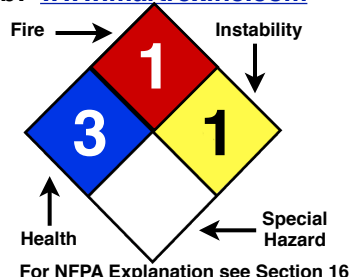 Fire
Instability
1
3
1
Health
Special
Hazard
For NFPA Explanation see Section 16